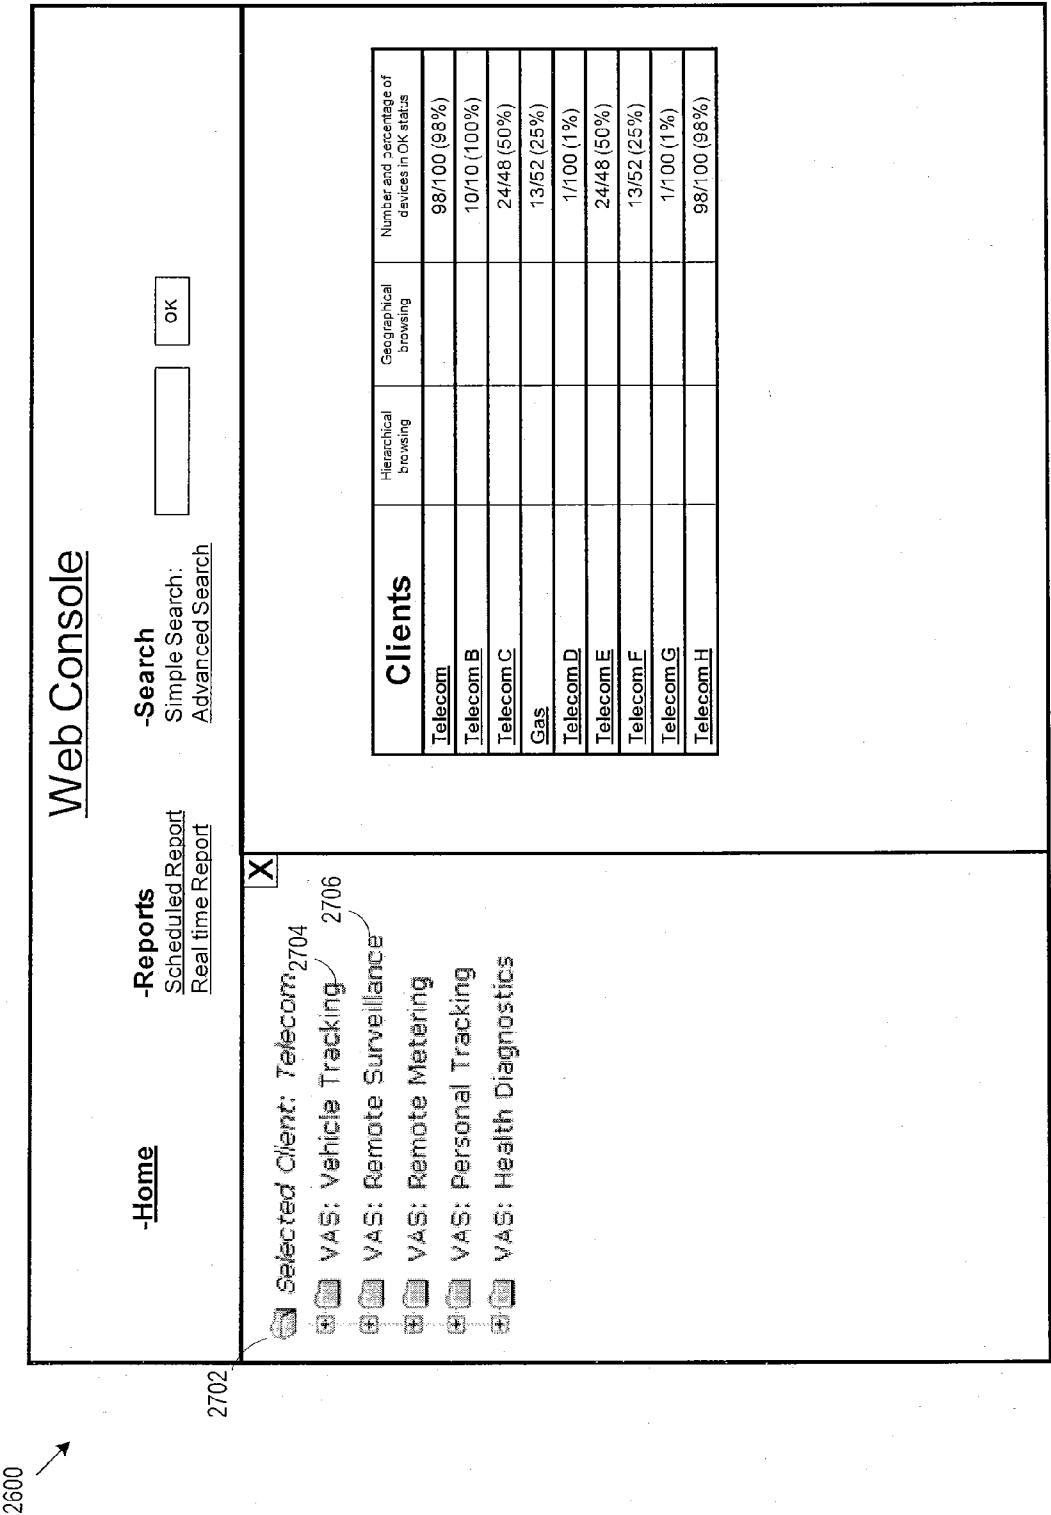 2600
2702
Web Console
-Home
-Reports
Scheduled Report
Real time Report
-Search
Simple Search:
Advanced Search
OK
X
Selected Client: Telecom
2704
VAS: Vehicle Tracking
2706
VAS: Remote Surveillance
VAS: Remote Metering
VAS: Personal Tracking
VAS: Health Diagnostics
Clients
Hierarchical
browsing
Geographical
browsing
Number and percentage of
devices in OK status
Telecom 98/100 (98%)
Telecom B 10/10 (100%)
Telecom C 24/48 (50%)
Gas 13/52 (25%)
Telecom D 1/100 (1%)
Telecom E 24/48 (50%)
Telecom F 13/52 (25%)
Telecom G 1/100 (1%)
Telecom H 98/100 (98%)